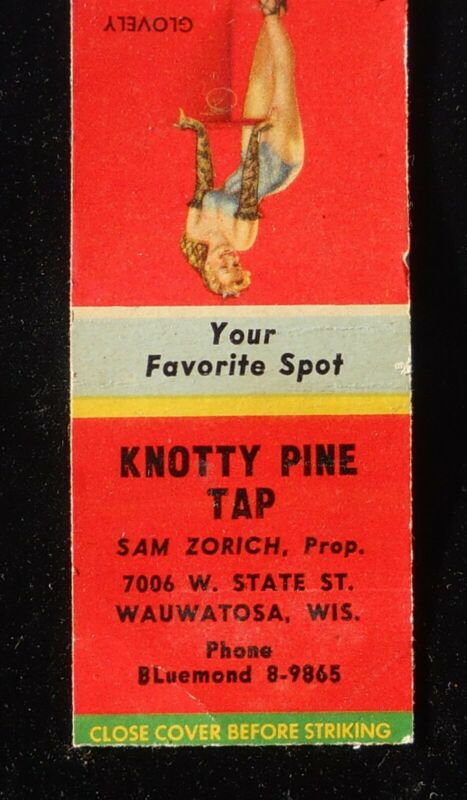 GLOVELY
Your
Favorite Spot
KNOTTY PINE
TAP
SAM ZORICH, Prop.
7006 W. STATE ST.
WAUWATOSA, WIS.
Phone
BLuemond 8-9865
CLOSE COVER BEFORE STRIKING